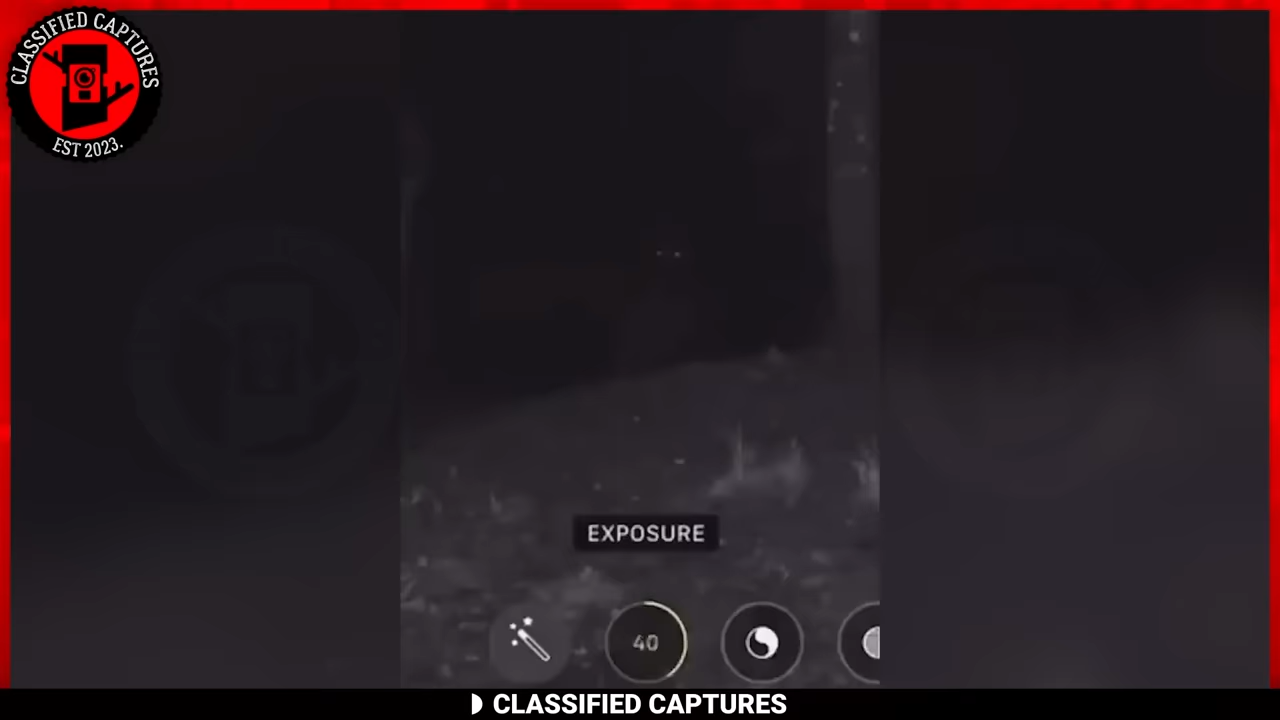 CLASSIFIED CAPTURES
EST 2023.
EXPOSURE
40
CLASSIFIED CAPTURES